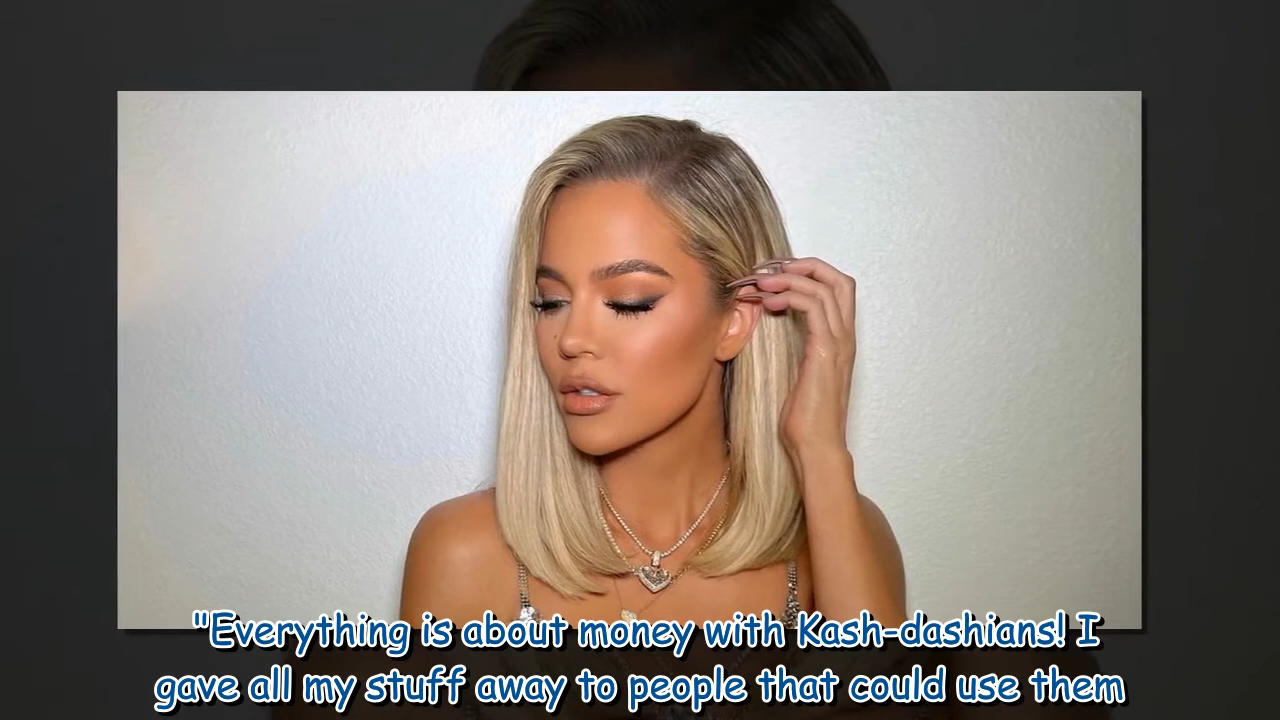 "Everything is about money with Kash-dashians! I
gave all my stuff away to people that could use them